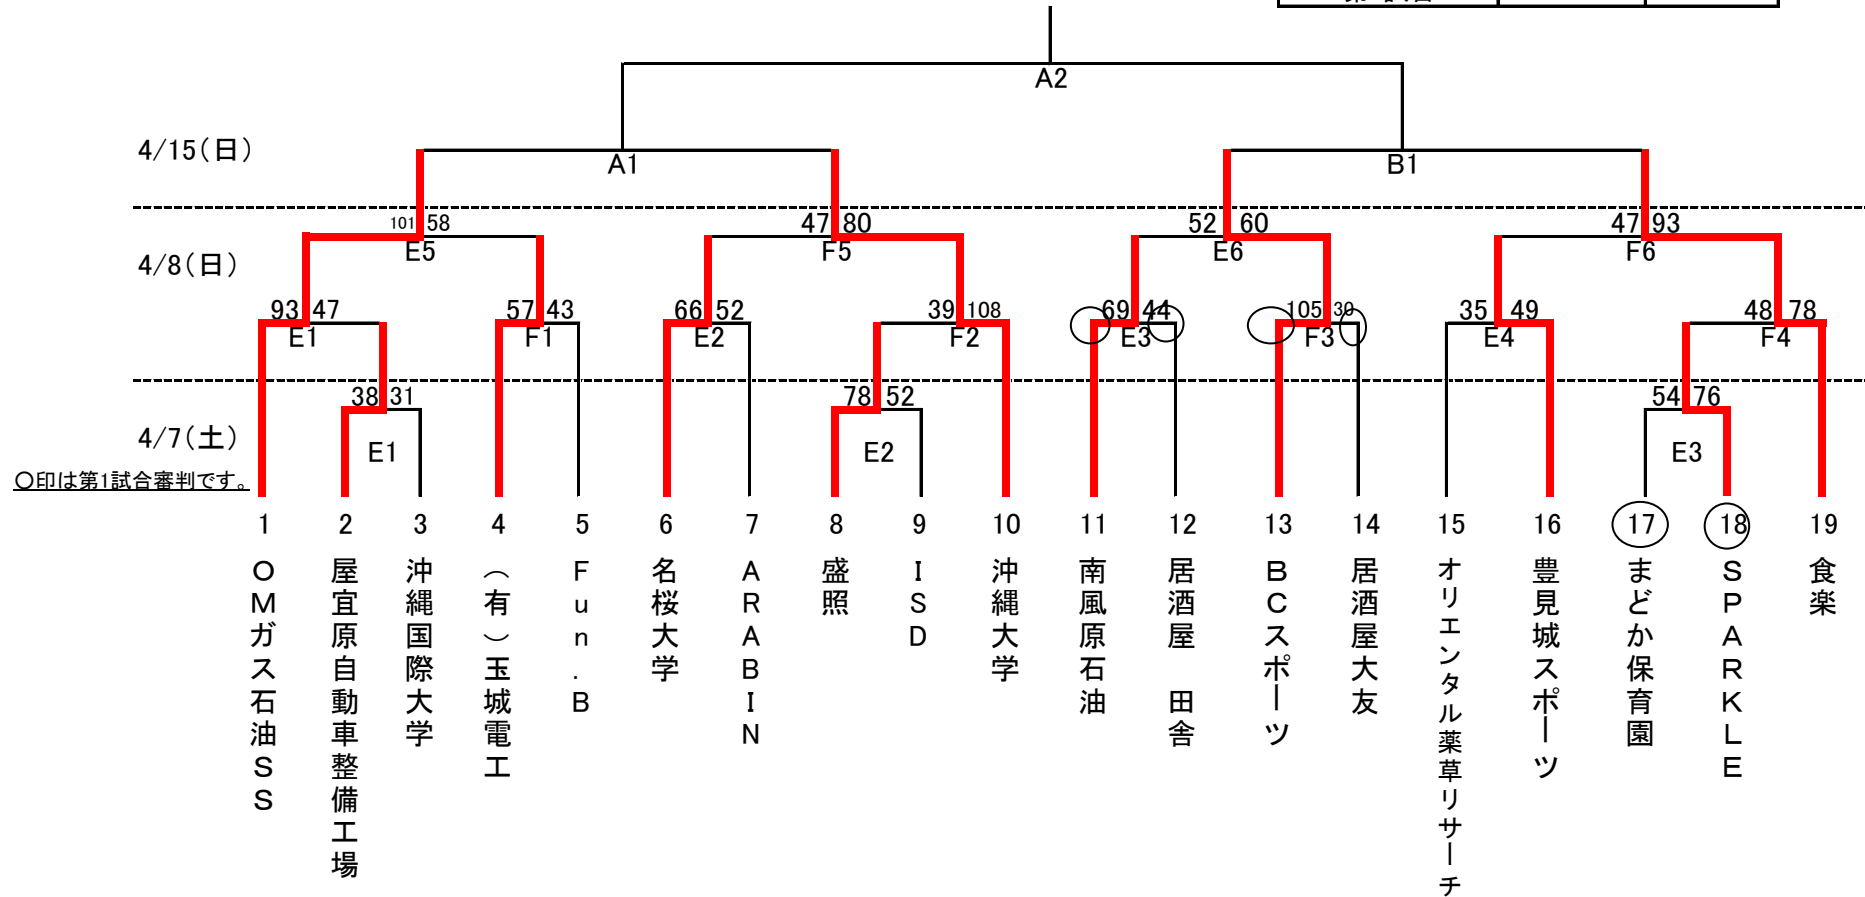 A2
4/15(日)
A1
B1
101 58
47 80
52 60
47 93
E5
F5
E6
F6
4/8(日)
93 47
57 43
66 52
39 108
69 44
105 30
35 49
48 78
E1
F1
E2
F2
E3
F3
E4
F4
38 31
78 52
54 76
4/7(土)
E1
E2
E3
○印は第1試合審判です。
1 2 3 4 5 6 7 8 9 10 11 12 13 14 15 16 17 18 19
OMガス石油SS
屋宜原自動車整備工場
沖縄国際大学
(有)玉城電工
Fun.B
名桜大学
ARABIN
盛照
ISD
沖縄大学
南風原石油
居酒屋 田舎
BCスポーツ
居酒屋大友
オリエンタル薬草リサーチ
豊見城スポーツ
まどか保育園
SPARKLE
食楽